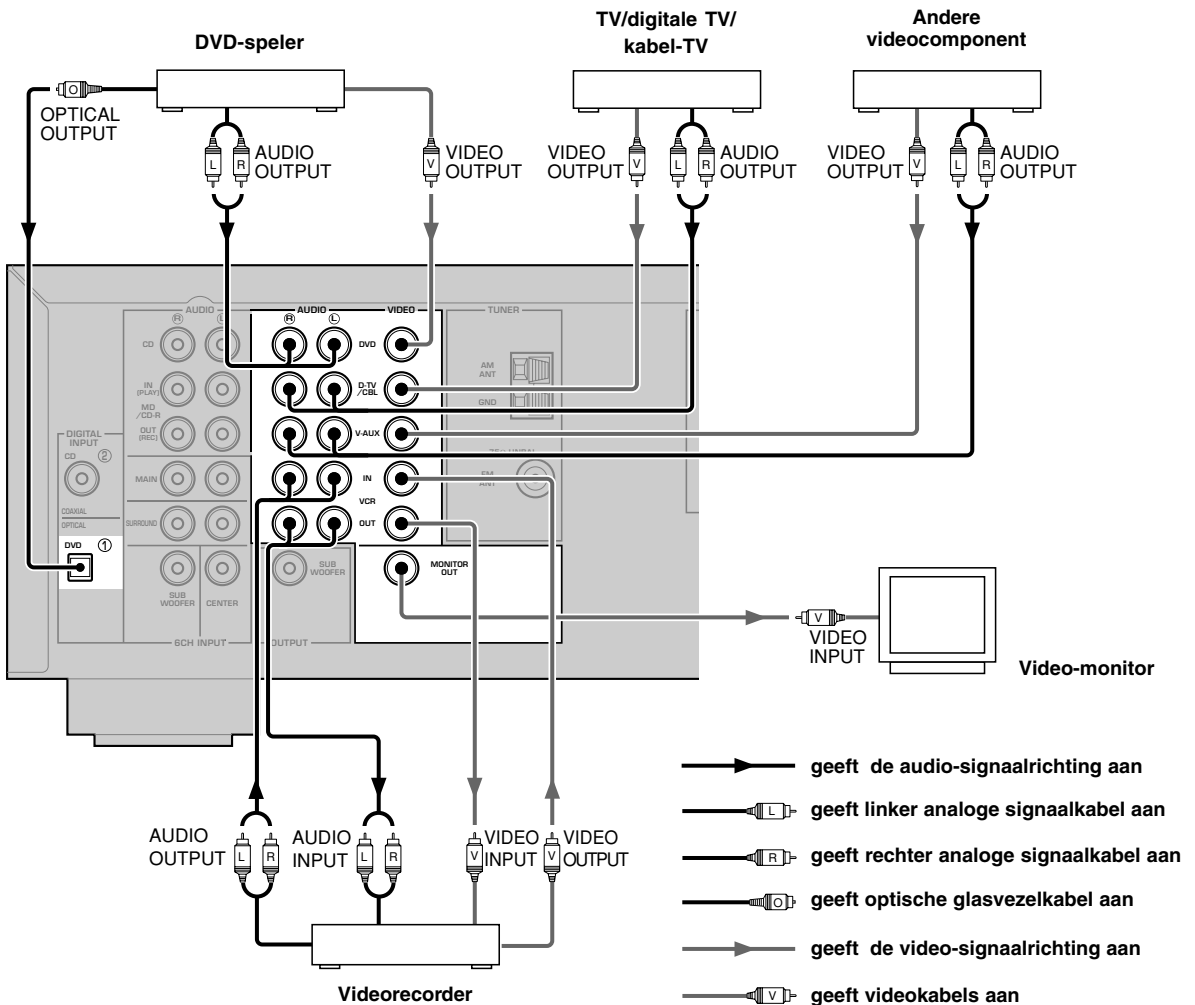 DVD-speler
TV/digitale TV/
kabel-TV
Andere
videocomponent
O
OPTICAL
OUTPUT
L R
AUDIO
OUTPUT
V
VIDEO
OUTPUT
VIDEO
OUTPUT
V
L R
AUDIO
OUTPUT
VIDEO
OUTPUT
V
L R
AUDIO
OUTPUT
AUDIO
R
CD
IN
(PLAY)
MD
/CD-R
OUT
(REC)
MAIN
SURROUND
SUB
WOOFER
CENTER
6CH INPUT
DIGITAL
INPUT
CD 2
COAXIAL
OPTICAL
DVD 1
AUDIO VIDEO
R L
DVD
D-TV
/CBL
V-AUX
IN
VCR
OUT
SUB
WOOFER
OUTPUT
MONITOR
OUT
TUNER
AM
ANT
GND
FM
ANT
V
VIDEO
INPUT
Video-monitor
AUDIO
OUTPUT
L R
AUDIO
INPUT
L R
V
VIDEO
INPUT
V
VIDEO
OUTPUT
Videorecorder
geeft de audio-signaalrichting aan
L geeft linker analoge signaalkabel aan
R geeft rechter analoge signaalkabel aan
O geeft optische glasvezelkabel aan
geeft de video-signaalrichting aan
V geeft videokabels aan